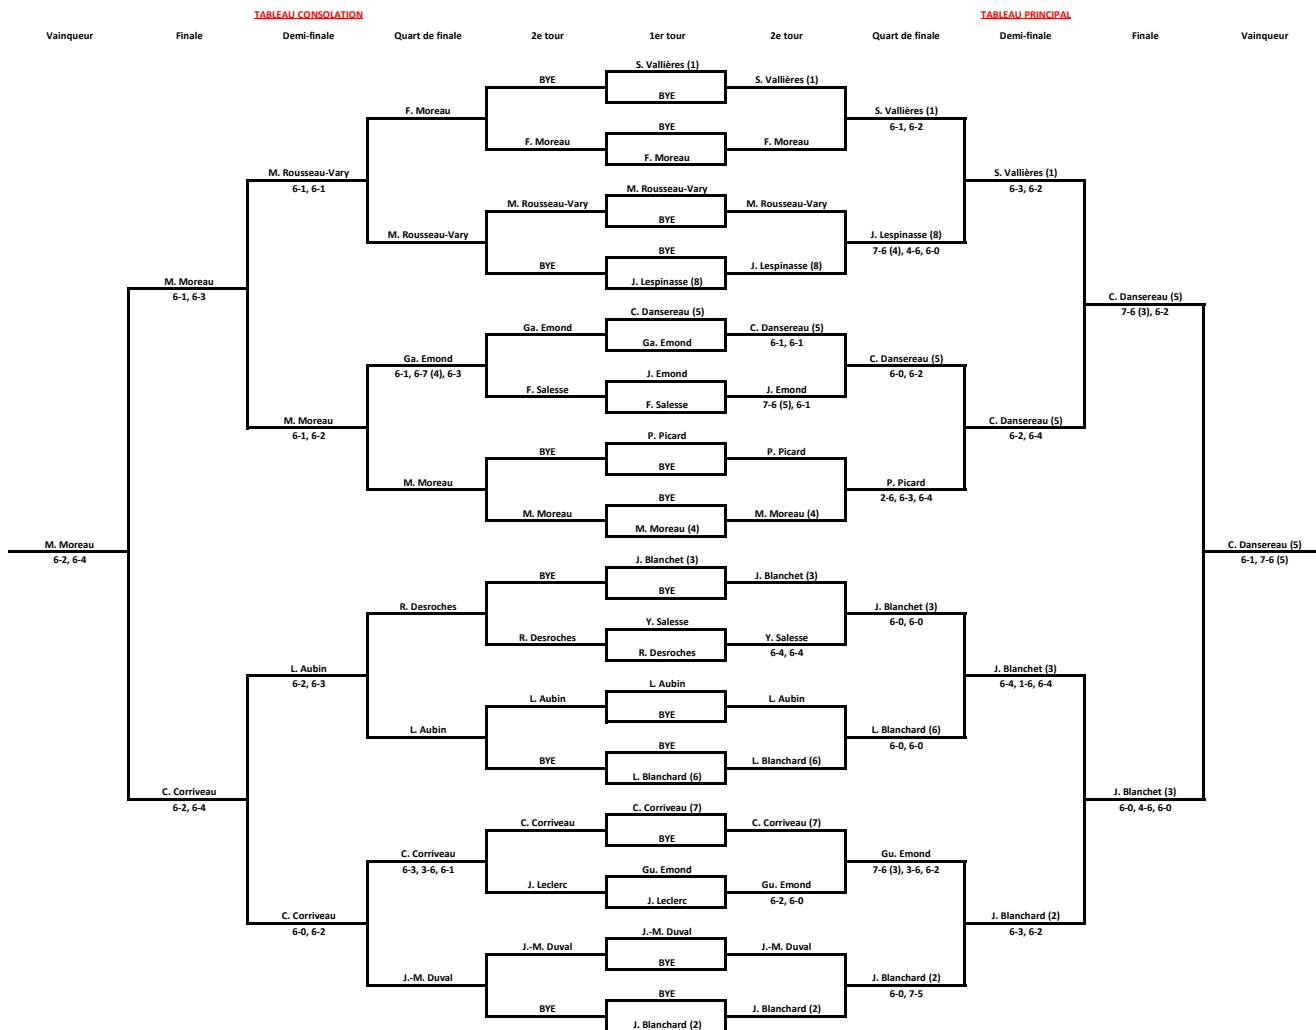 TABLEAU CONSOLATION TABLEAU PRINCIPAL
Vainqueur Finale Demi-finale Quart de finale 2e tour 1er tour 2e tour Quart de finale Demi-finale Finale Vainqueur
S. Vallières (1)
BYE S. Vallières (1)
BYE
F. Moreau S. Vallières (1)
BYE 6-1, 6-2
F. Moreau F. Moreau
F. Moreau
M. Rousseau-Vary S. Vallières (1)
6-1, 6-1 M. Rousseau-Vary 6-3, 6-2
M. Rousseau-Vary M. Rousseau-Vary
BYE
M. Rousseau-Vary J. Lespinasse (8)
BYE 7-6 (4), 4-6, 6-0
BYE J. Lespinasse (8)
M. Moreau J. Lespinasse (8)
6-1, 6-3 C. Dansereau (5)
C. Dansereau (5) 7-6 (3), 6-2
Ga. Emond C. Dansereau (5)
Ga. Emond 6-1, 6-1
Ga. Emond C. Dansereau (5)
6-1, 6-7 (4), 6-3 J. Emond 6-0, 6-2
F. Salesse J. Emond
F. Salesse 7-6 (5), 6-1
M. Moreau C. Dansereau (5)
6-1, 6-2 P. Picard 6-2, 6-4
BYE P. Picard
BYE
M. Moreau P. Picard
BYE 2-6, 6-3, 6-4
M. Moreau M. Moreau (4)
M. Moreau (4)
M. Moreau C. Dansereau (5)
6-2, 6-4 J. Blanchet (3) 6-1, 7-6 (5)
BYE J. Blanchet (3)
BYE
R. Desroches J. Blanchet (3)
Y. Salesse 6-0, 6-0
R. Desroches Y. Salesse
R. Desroches 6-4, 6-4
L. Aubin J. Blanchet (3)
6-2, 6-3 L. Aubin 6-4, 1-6, 6-4
L. Aubin L. Aubin
BYE
L. Aubin L. Blanchard (6)
BYE 6-0, 6-0
BYE L. Blanchard (6)
L. Blanchard (6)
C. Corriveau J. Blanchet (3)
6-2, 6-4 C. Corriveau (7) 6-0, 4-6, 6-0
C. Corriveau C. Corriveau (7)
BYE
C. Corriveau Gu. Emond
6-3, 3-6, 6-1 Gu. Emond 7-6 (3), 3-6, 6-2
J. Leclerc Gu. Emond
J. Leclerc 6-2, 6-0
C. Corriveau J. Blanchard (2)
6-0, 6-2 J.-M. Duval 6-3, 6-2
J.-M. Duval J.-M. Duval
BYE
J.-M. Duval J. Blanchard (2)
BYE 6-0, 7-5
BYE J. Blanchard (2)
J. Blanchard (2)